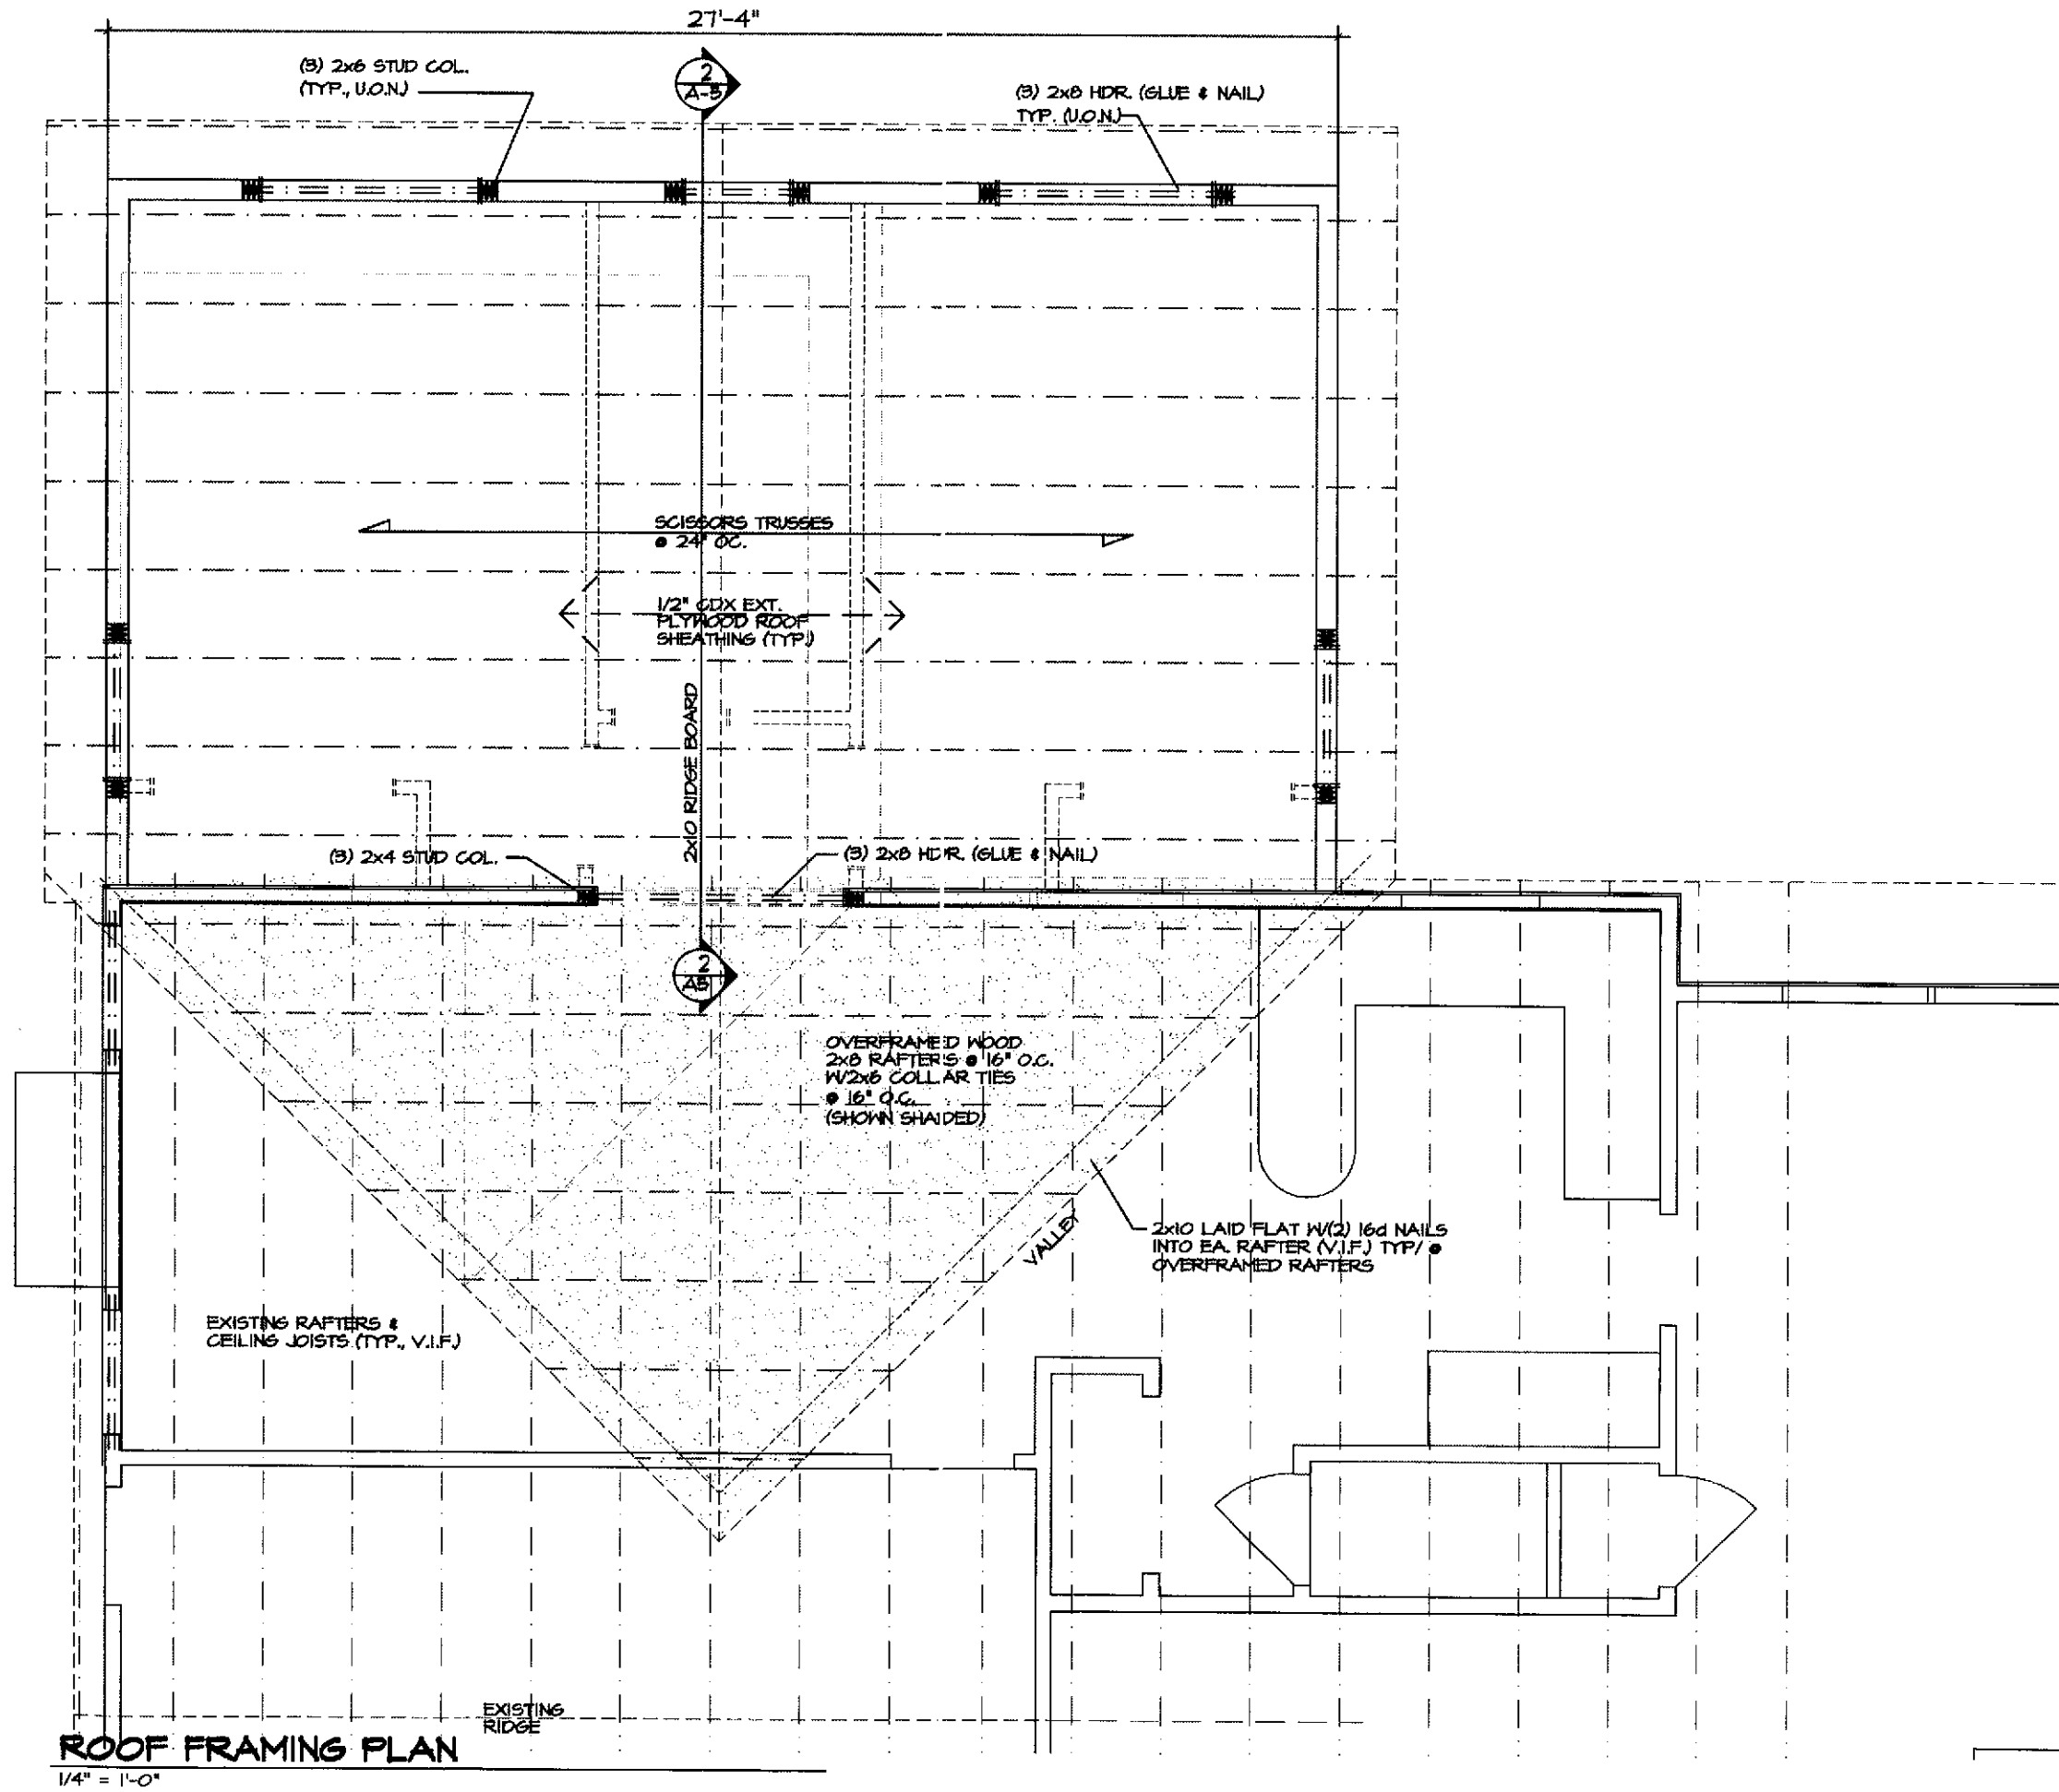 27'-4"
(3) 2x6 STUD COL.
(TYP., U.O.N.)
2
A-3
(3) 2x8 HDR. (GLUE & NAIL)
TYP. (U.O.N.)
SCISSORS TRUSSES
@ 24" OC.
1/2" CDX EXT.
PLYWOOD ROOF
SHEATHING (TYP.)
2x10 RIDGE BOARD
(3) 2x4 STUD COL.
(3) 2x8 HDR. (GLUE & NAIL)
2
A3
OVERFRAMED WOOD
2x8 RAFTERS @ 16" O.C.
W/2x6 COLLAR TIES
@ 16" O.C.
(SHOWN SHAIDED)
VALLEY
2x10 LAID FLAT W/(2) 16d NAILS
INTO EA. RAFTER (V.I.F.) TYP/ @
OVERFRAMED RAFTERS
EXISTING RAFTERS &
CEILING JOISTS (TYP., V.I.F.)
EXISTING
RIDGE
ROOF FRAMING PLAN
1/4" = 1'-0"